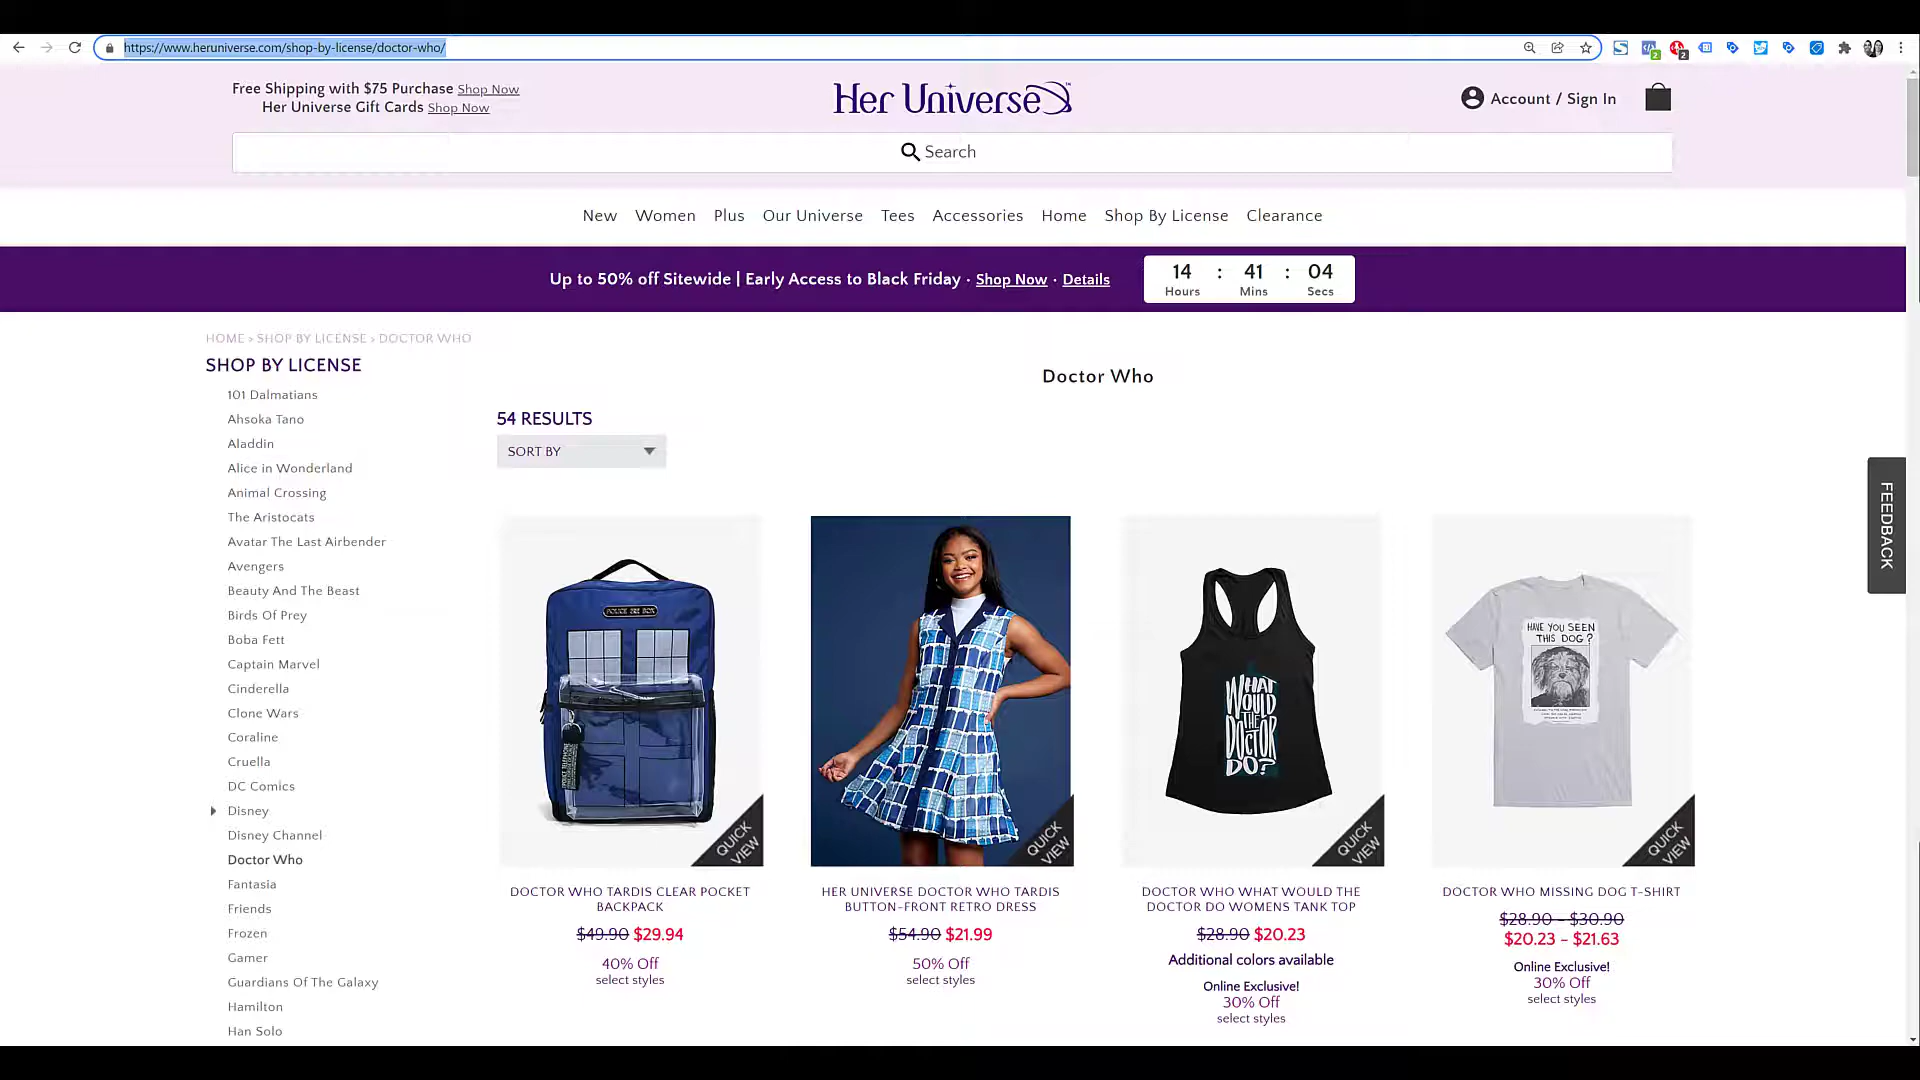 https://www.heruniverse.com/shop-by-license/doctor-who/
Free Shipping with $75 Purchase Shop Now
Her Universe Gift Cards Shop Now
Her Universe
Account / Sign In
Search
New Women Plus Our Universe Tees Accessories Home Shop By License Clearance
Up to 50% off Sitewide | Early Access to Black Friday · Shop Now · Details
14 : 41 : 04
Hours Mins Secs
HOME > SHOP BY LICENSE > DOCTOR WHO
SHOP BY LICENSE
101 Dalmatians
Ahsoka Tano
Aladdin
Alice in Wonderland
Animal Crossing
The Aristocats
Avatar The Last Airbender
Avengers
Beauty And The Beast
Birds Of Prey
Boba Fett
Captain Marvel
Cinderella
Clone Wars
Coraline
Cruella
DC Comics
Disney
Disney Channel
Doctor Who
Fantasia
Friends
Frozen
Gamer
Guardians Of The Galaxy
Hamilton
Han Solo
Doctor Who
54 RESULTS
SORT BY
POLICE BOX
QUICK VIEW
DOCTOR WHO TARDIS CLEAR POCKET
BACKPACK
$49.90 $29.94
40% Off
select styles
QUICK VIEW
HER UNIVERSE DOCTOR WHO TARDIS
BUTTON-FRONT RETRO DRESS
$54.90 $21.99
50% Off
select styles
WHAT
WOULD
THE
DOCTOR
DO?
QUICK VIEW
DOCTOR WHO WHAT WOULD THE
DOCTOR DO WOMENS TANK TOP
$28.90 $20.23
Additional colors available
Online Exclusive!
30% Off
select styles
HAVE YOU SEEN
THIS DOG?
QUICK VIEW
DOCTOR WHO MISSING DOG T-SHIRT
$28.90 - $30.90
$20.23 - $21.63
Online Exclusive!
30% Off
select styles
FEEDBACK